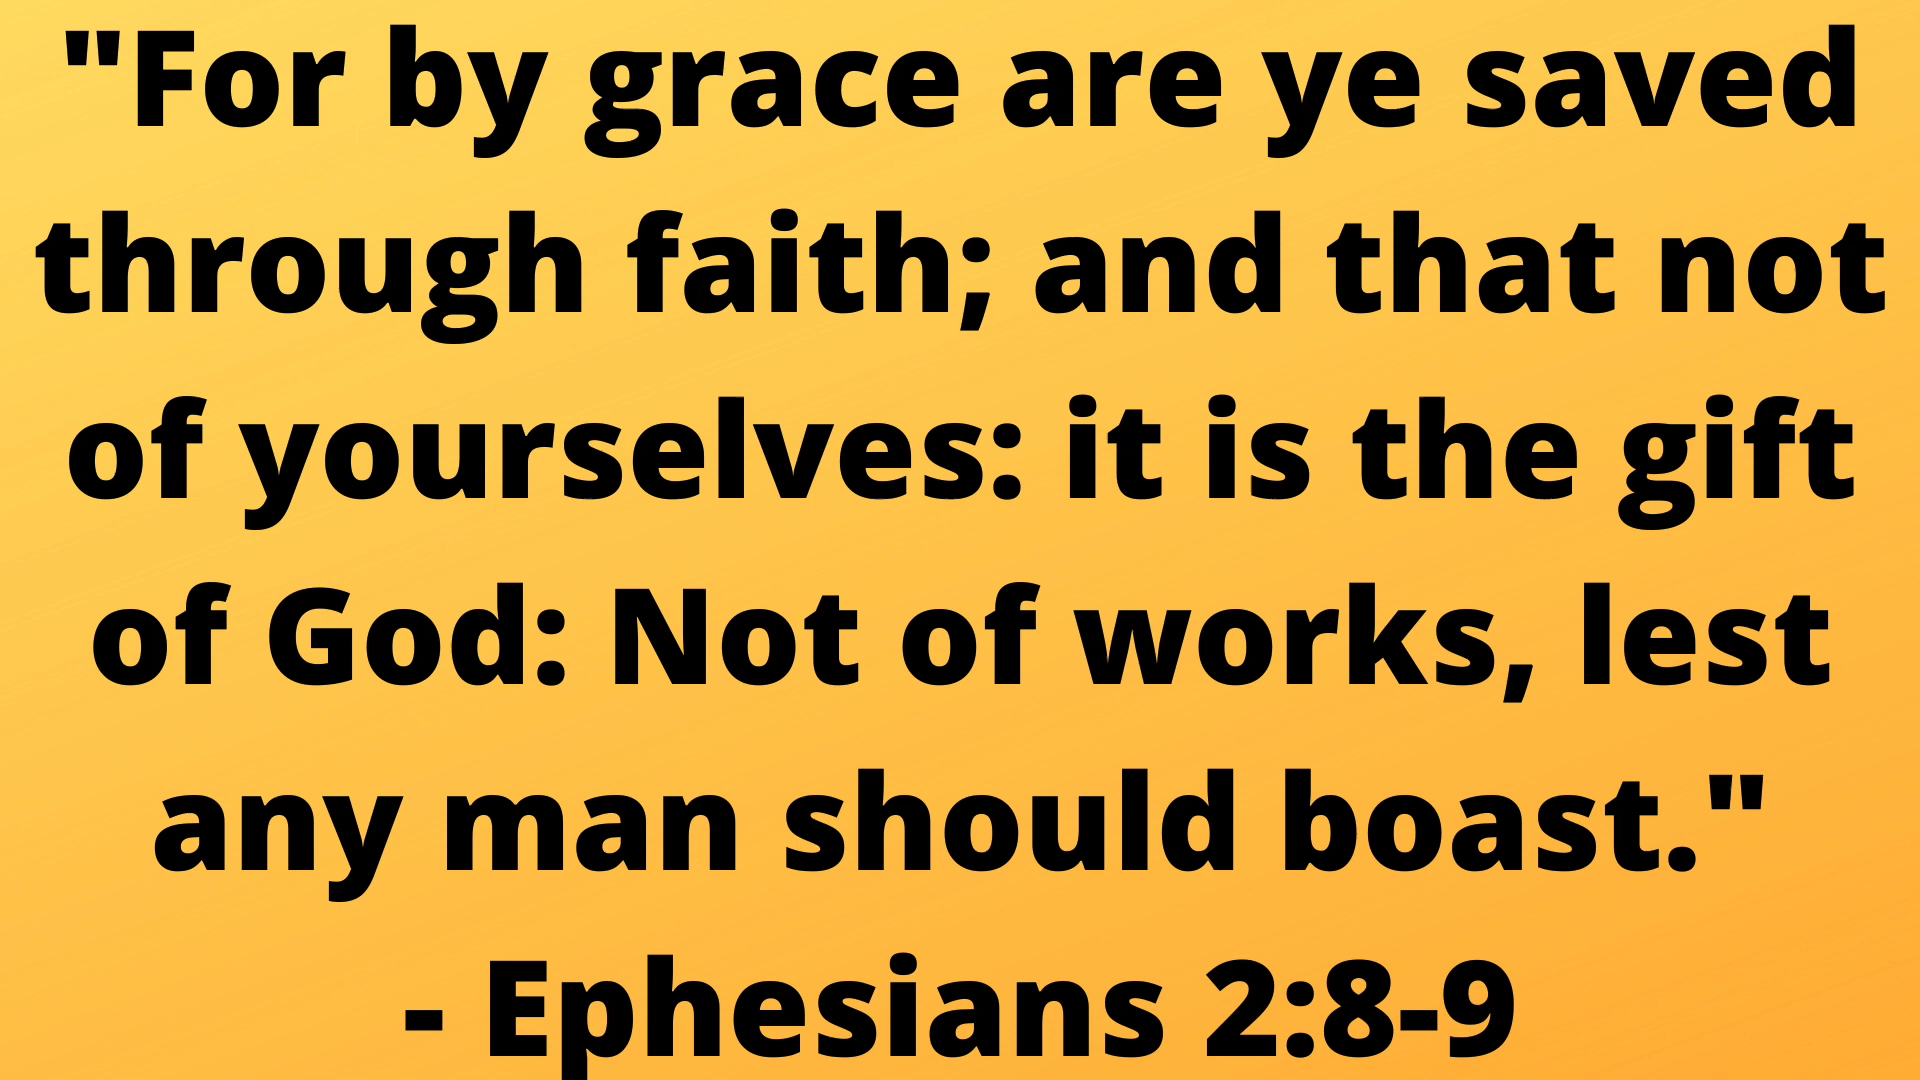 "For by grace are ye saved
through faith; and that not
of yourselves: it is the gift
of God: Not of works, lest
any man should boast."
- Ephesians 2:8-9